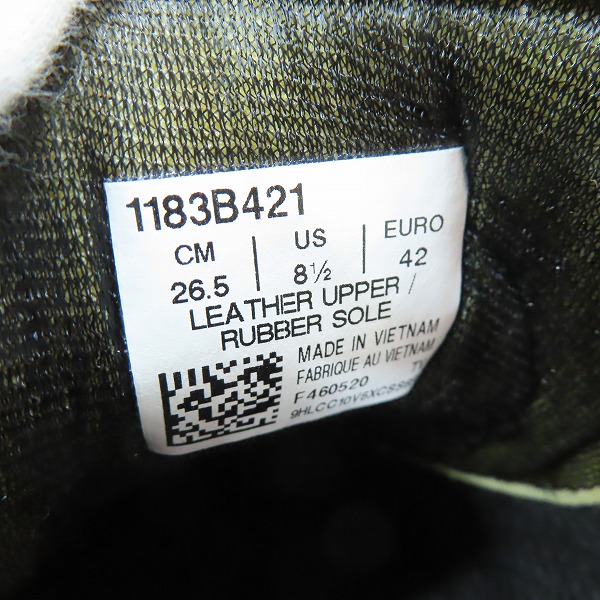 1183B421
CM | US | EURO
26.5 | 8½ | 42
LEATHER UPPER /
RUBBER SOLE
MADE IN VIETNAM
FABRIQUE AU VIETNAM
F460520